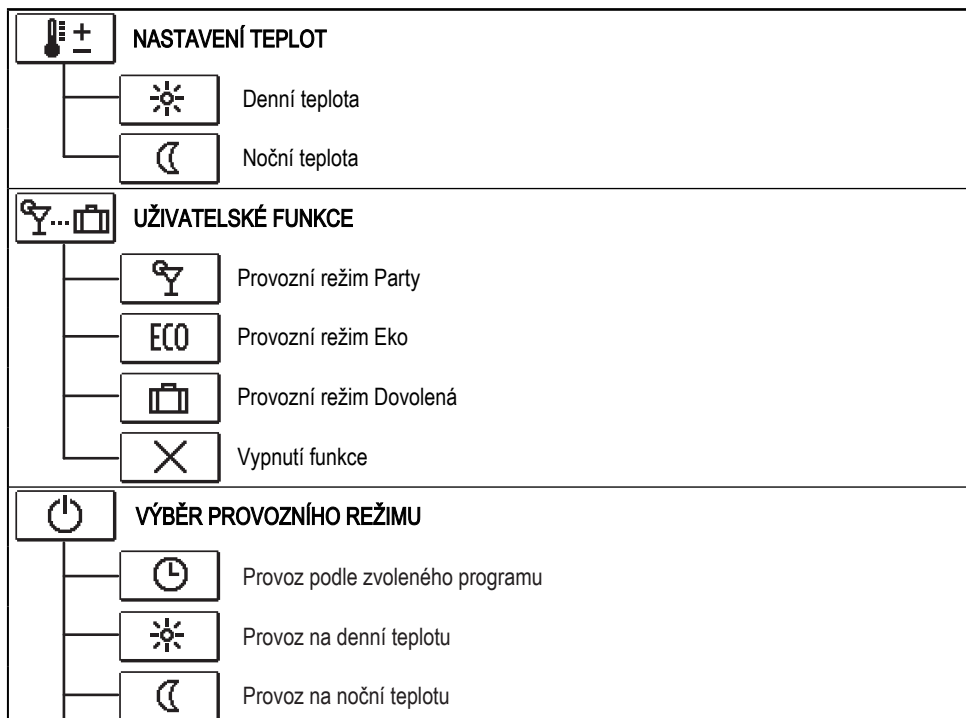 NASTAVENÍ TEPLOT
Denní teplota
Noční teplota
UŽIVATELSKÉ FUNKCE
Provozní režim Party
ECO Provozní režim Eko
Provozní režim Dovolená
Vypnutí funkce
VÝBĚR PROVOZNÍHO REŽIMU
Provoz podle zvoleného programu
Provoz na denní teplotu
Provoz na noční teplotu